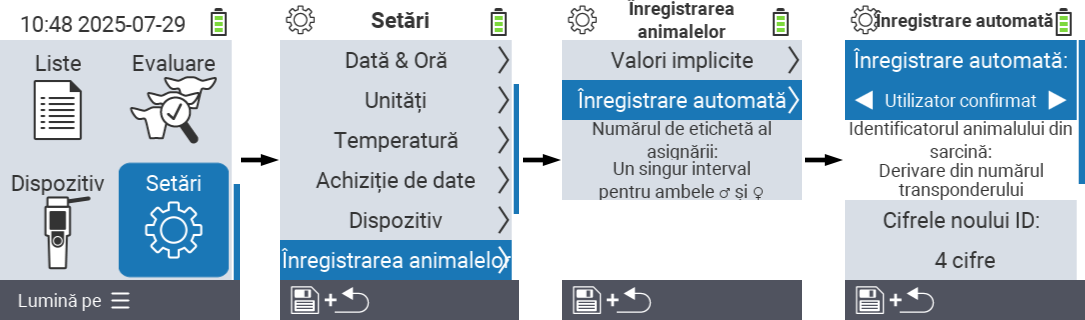 10:48 2025-07-29
Liste
Evaluare
Dispozitiv
Setări
Lumină pe
Setări
Dată & Oră
Unități
Temperatură
Achiziție de date
Dispozitiv
Înregistrarea animalelor
+
Înregistrarea
animalelor
Valori implicite
Înregistrare automată
Numărul de etichetă al
asignării:
Un singur interval
pentru ambele ♂ și ♀
+
Înregistrare automată
Înregistrare automată:
Utilizator confirmat
Identificatorul animalului din
sarcină:
Derivare din numărul
transponderului
Cifrele noului ID:
4 cifre
+